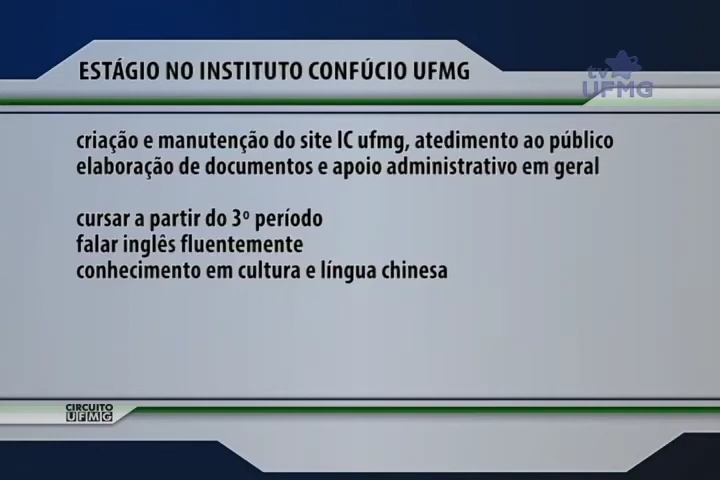 ESTÁGIO NO INSTITUTO CONFÚCIO UFMG
tv
UFMG
criação e manutenção do site IC ufmg, atedimento ao público
elaboração de documentos e apoio administrativo em geral
cursar a partir do 3º período
falar inglês fluentemente
conhecimento em cultura e língua chinesa
CIRCUITO
UFMG